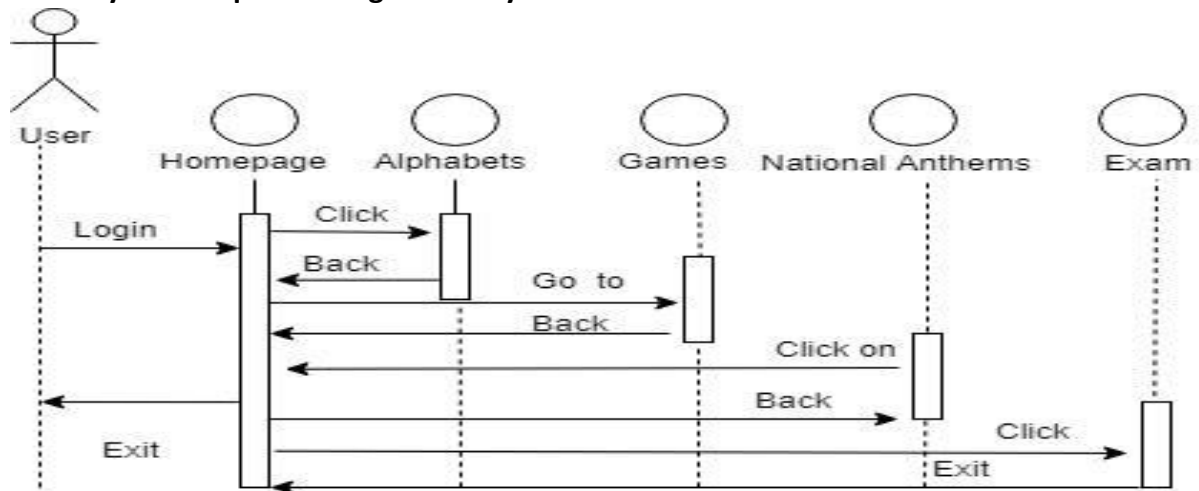 User
Homepage Alphabets Games National Anthems Exam
Click
Login
Back
Go to
Back
Click on
Back
Click
Exit
Exit